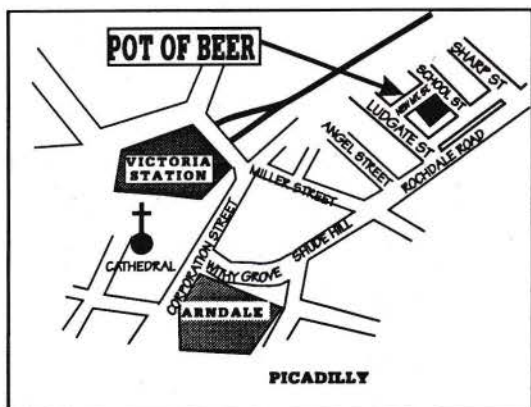 POT OF BEER
SHARP ST
SCHOOL ST
NEW MT. ST.
LUDGATE ST
ANGEL STREET
ROCHDALE ROAD
VICTORIA
STATION
MILLER STREET
CORPORATION STREET
SHUDE HILL
CATHEDRAL
WITHY GROVE
ARNDALE
PICADILLY